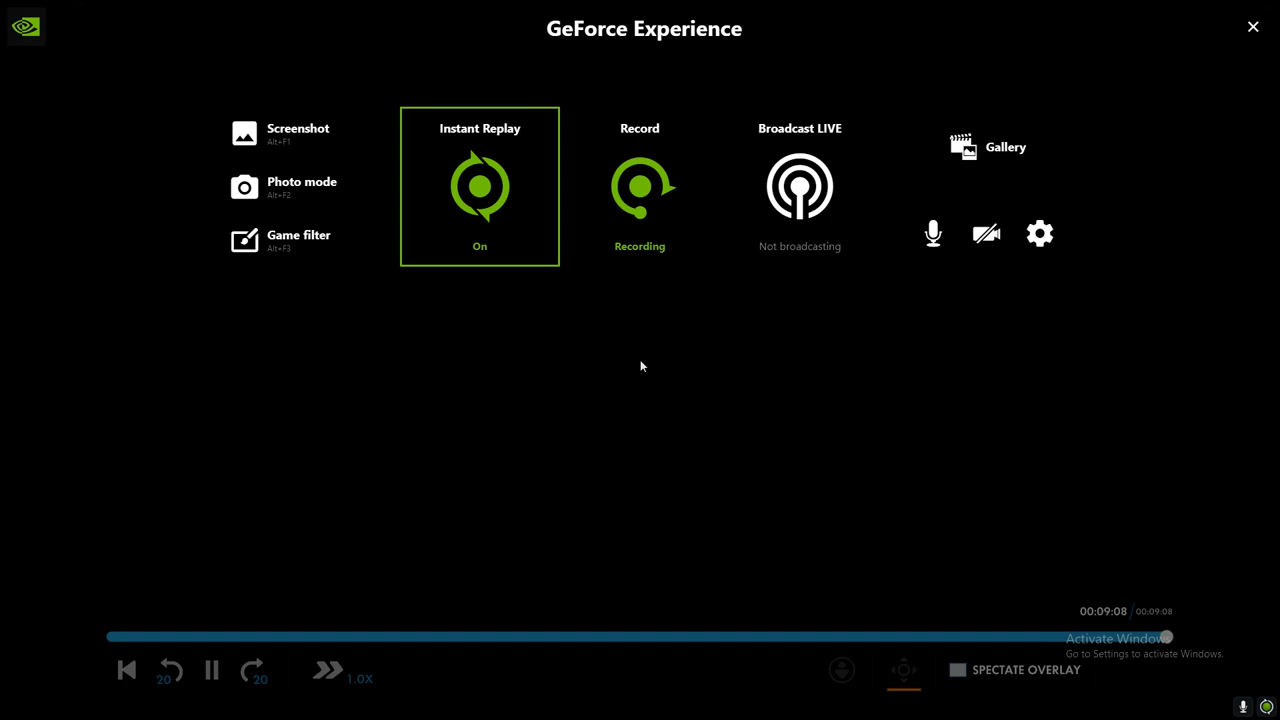 GeForce Experience
Screenshot
Alt+F1
Photo mode
Alt+F2
Game filter
Alt+F3
Instant Replay
On
Record
Recording
Broadcast LIVE
Not broadcasting
Gallery
00:09:08 / 00:09:08
Activate Windows
Go to Settings to activate Windows.
20
20
1.0X
SPECTATE OVERLAY